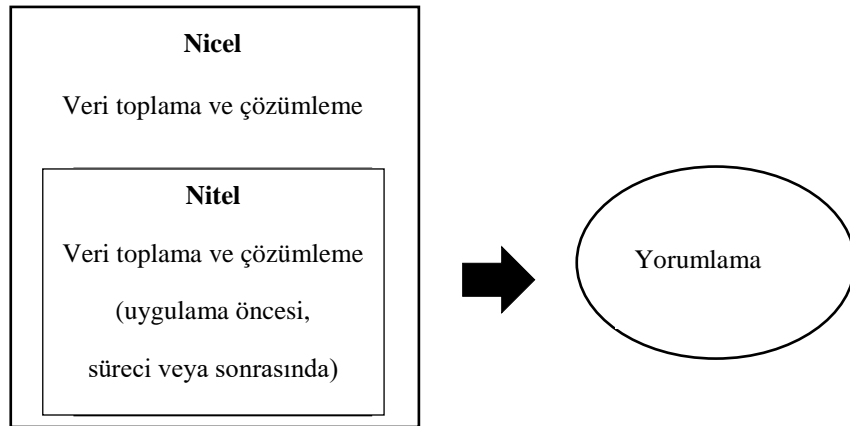 Nicel
Veri toplama ve çözümleme
Nitel
Veri toplama ve çözümleme
(uygulama öncesi,
süreci veya sonrasında)
Yorumlama